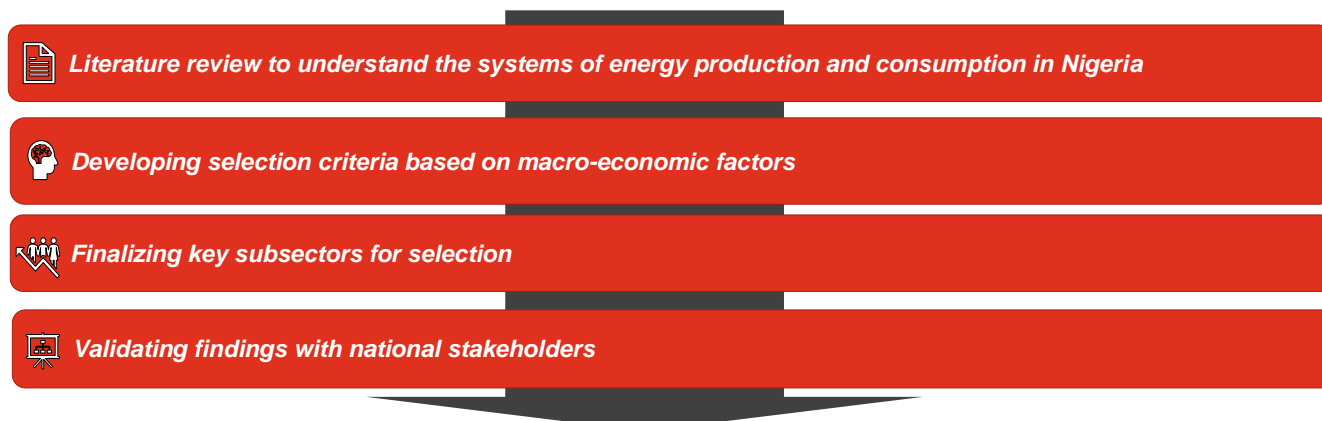 Literature review to understand the systems of energy production and consumption in Nigeria
Developing selection criteria based on macro-economic factors
Finalizing key subsectors for selection
Validating findings with national stakeholders